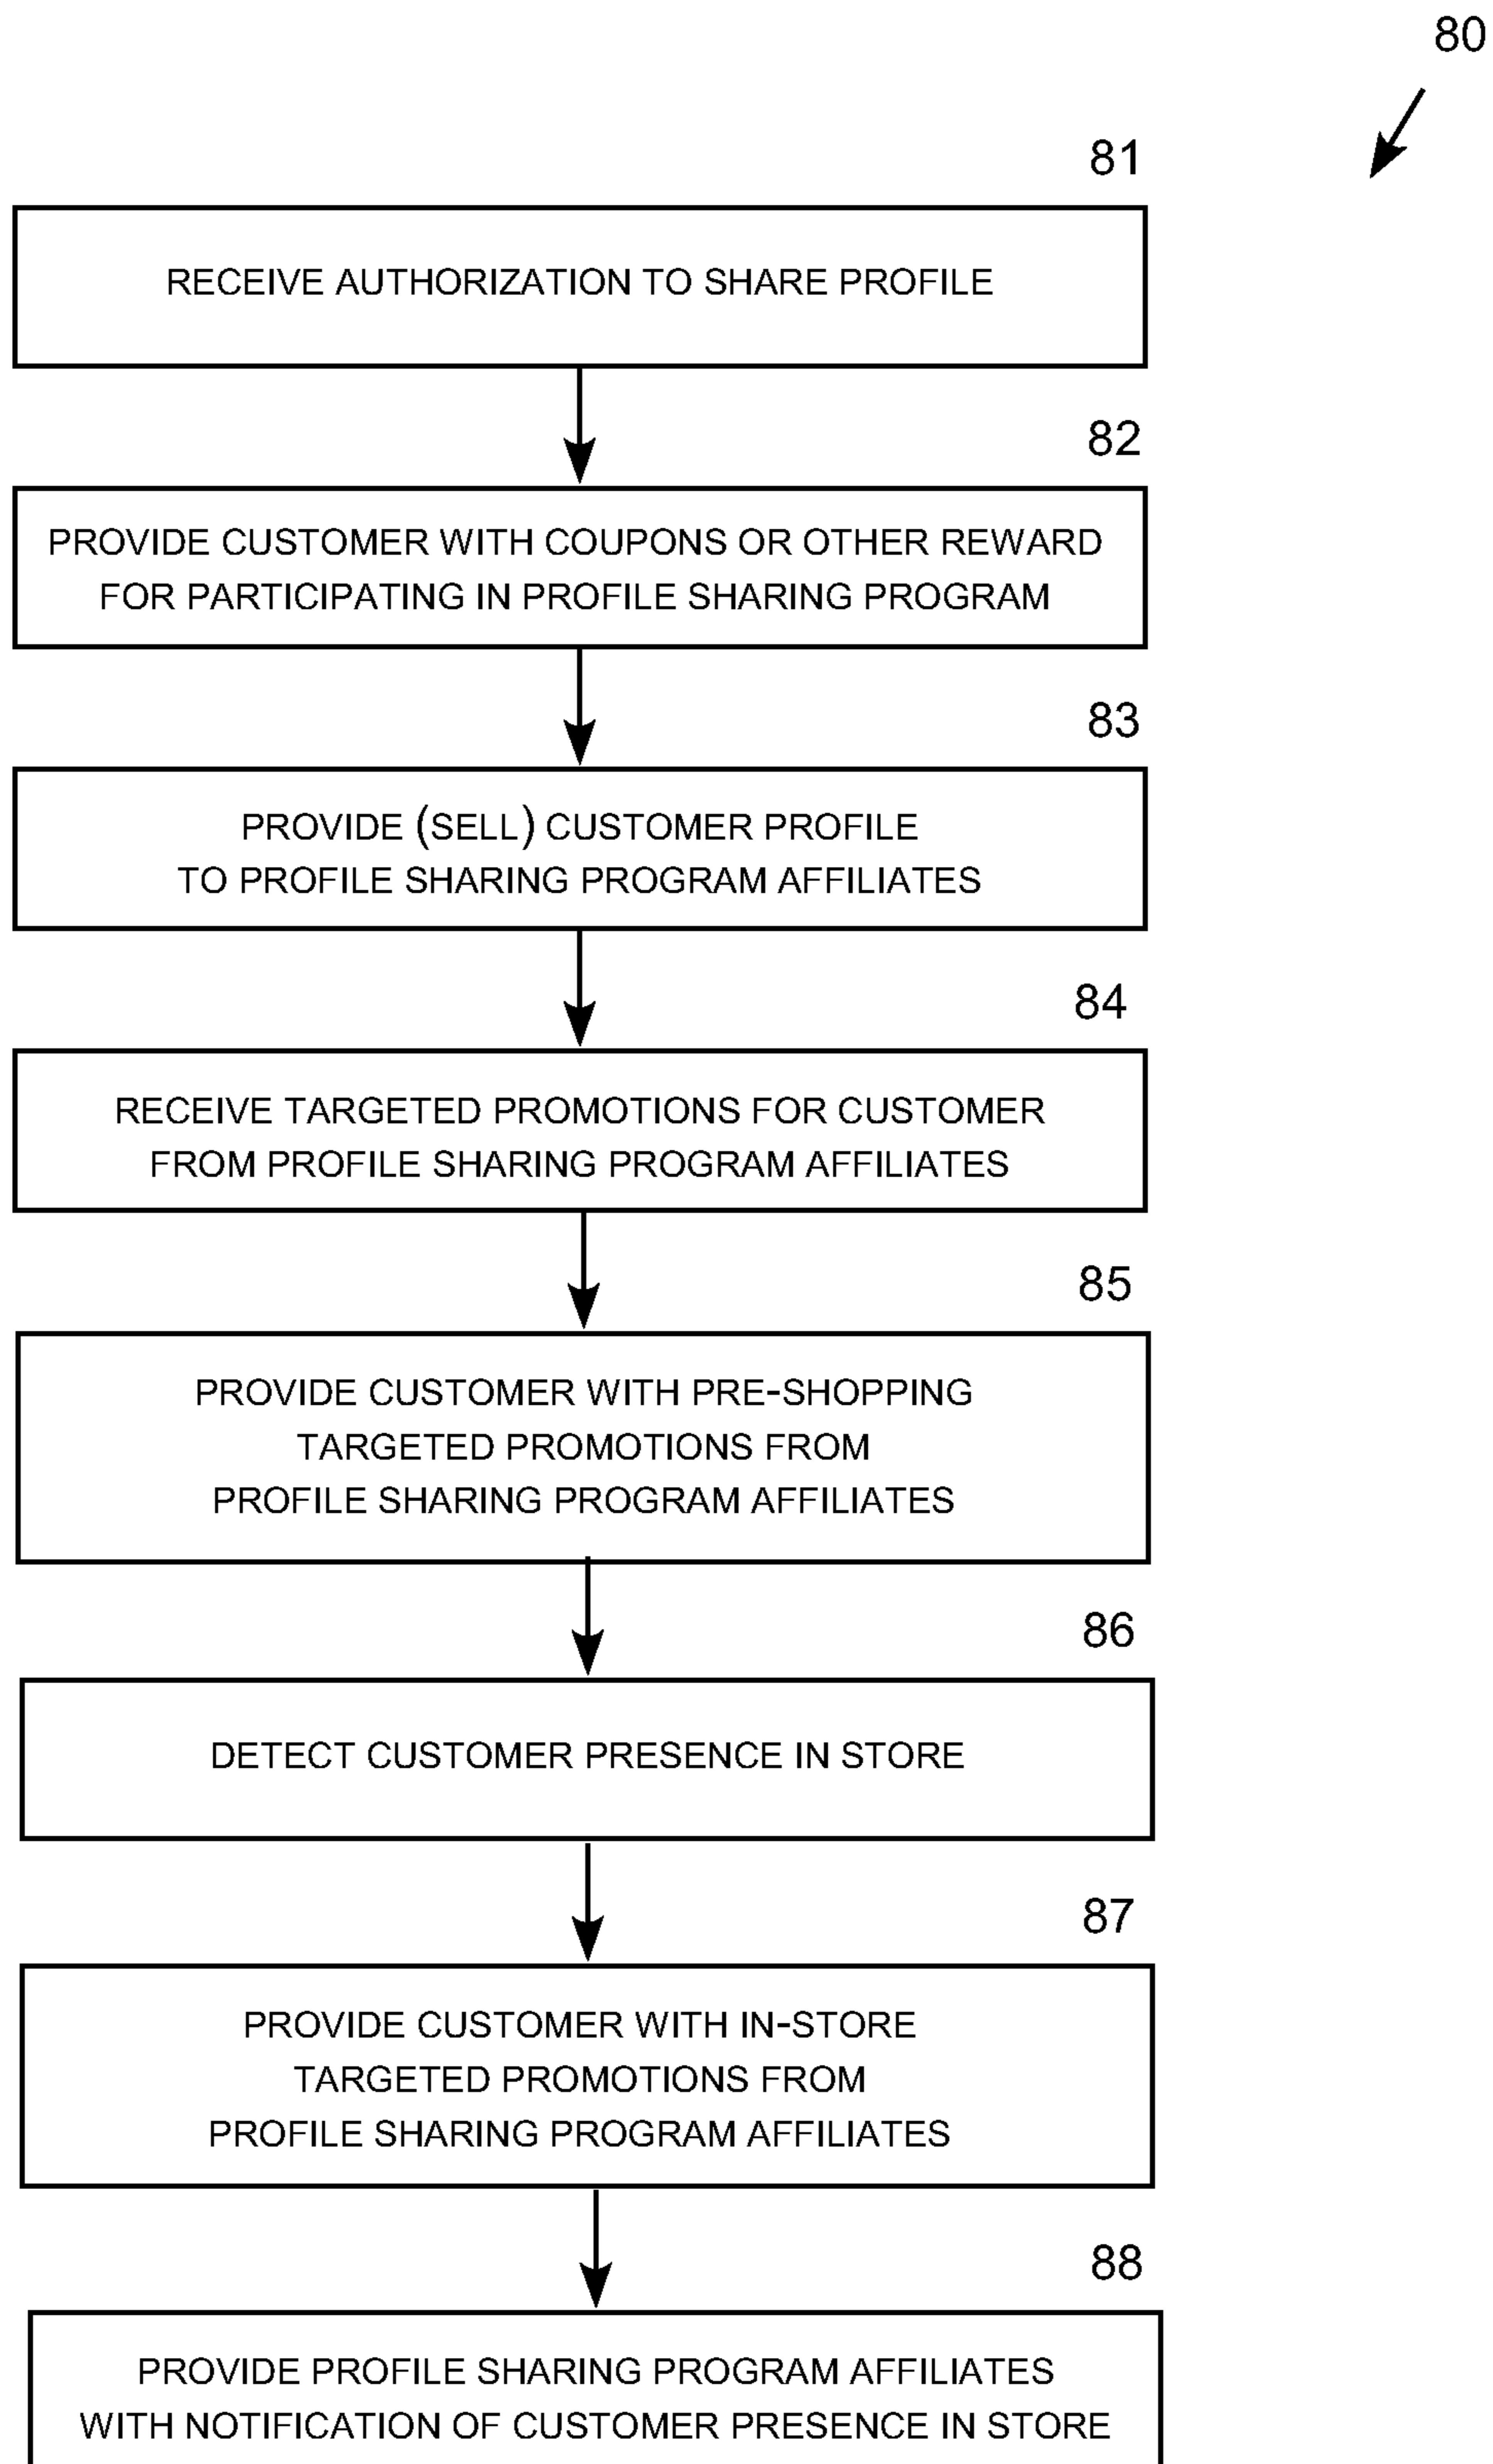 80
81
RECEIVE AUTHORIZATION TO SHARE PROFILE
82
PROVIDE CUSTOMER WITH COUPONS OR OTHER REWARD
FOR PARTICIPATING IN PROFILE SHARING PROGRAM
83
PROVIDE (SELL) CUSTOMER PROFILE
TO PROFILE SHARING PROGRAM AFFILIATES
84
RECEIVE TARGETED PROMOTIONS FOR CUSTOMER
FROM PROFILE SHARING PROGRAM AFFILIATES
85
PROVIDE CUSTOMER WITH PRE-SHOPPING
TARGETED PROMOTIONS FROM
PROFILE SHARING PROGRAM AFFILIATES
86
DETECT CUSTOMER PRESENCE IN STORE
87
PROVIDE CUSTOMER WITH IN-STORE
TARGETED PROMOTIONS FROM
PROFILE SHARING PROGRAM AFFILIATES
88
PROVIDE PROFILE SHARING PROGRAM AFFILIATES
WITH NOTIFICATION OF CUSTOMER PRESENCE IN STORE